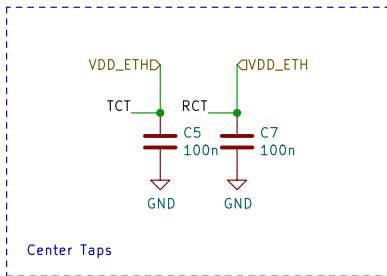 VDD_ETH VDD_ETH
TCT RCT
C5 C7
100n 100n
GND GND
Center Taps